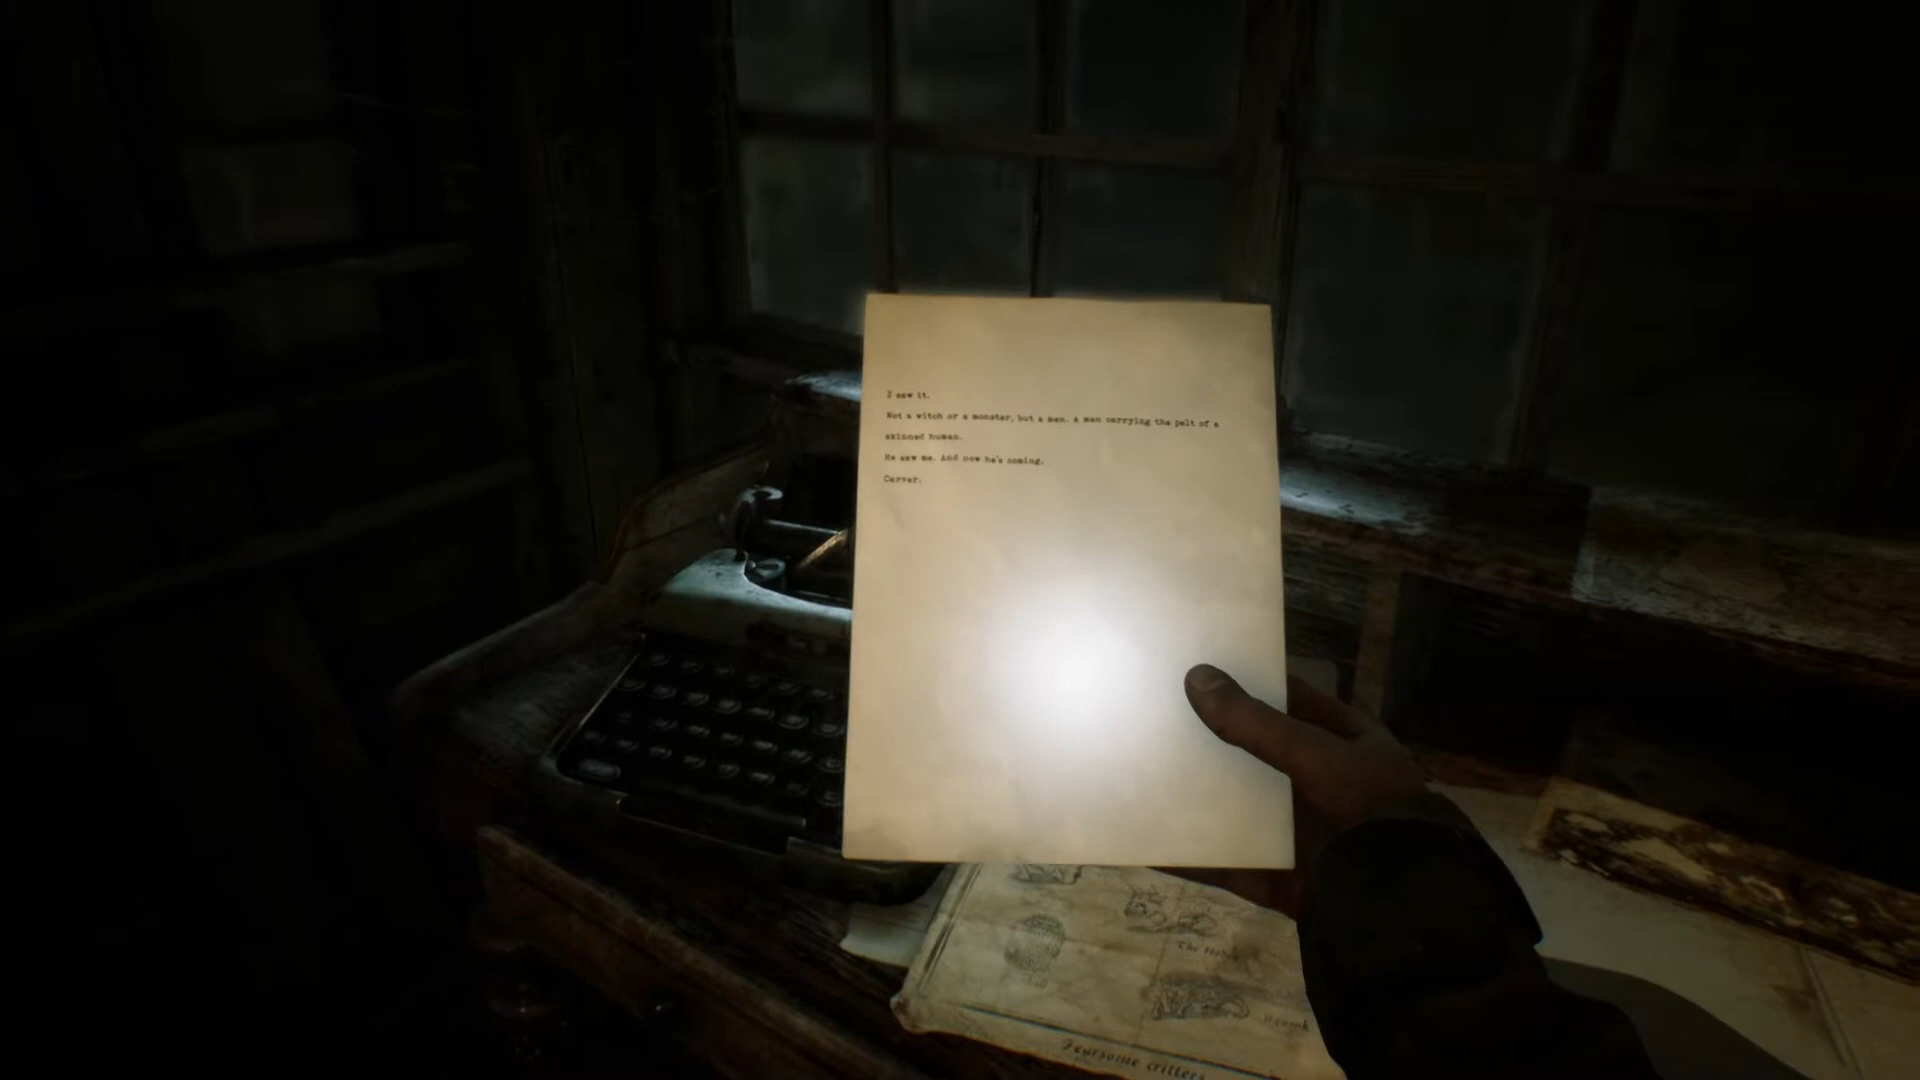 I saw it.
Not a witch or a monster, but a man. A man carrying the pelt of a
skinned human.
He saw me. And now he's coming.
Carver.
The
Fearsome critters